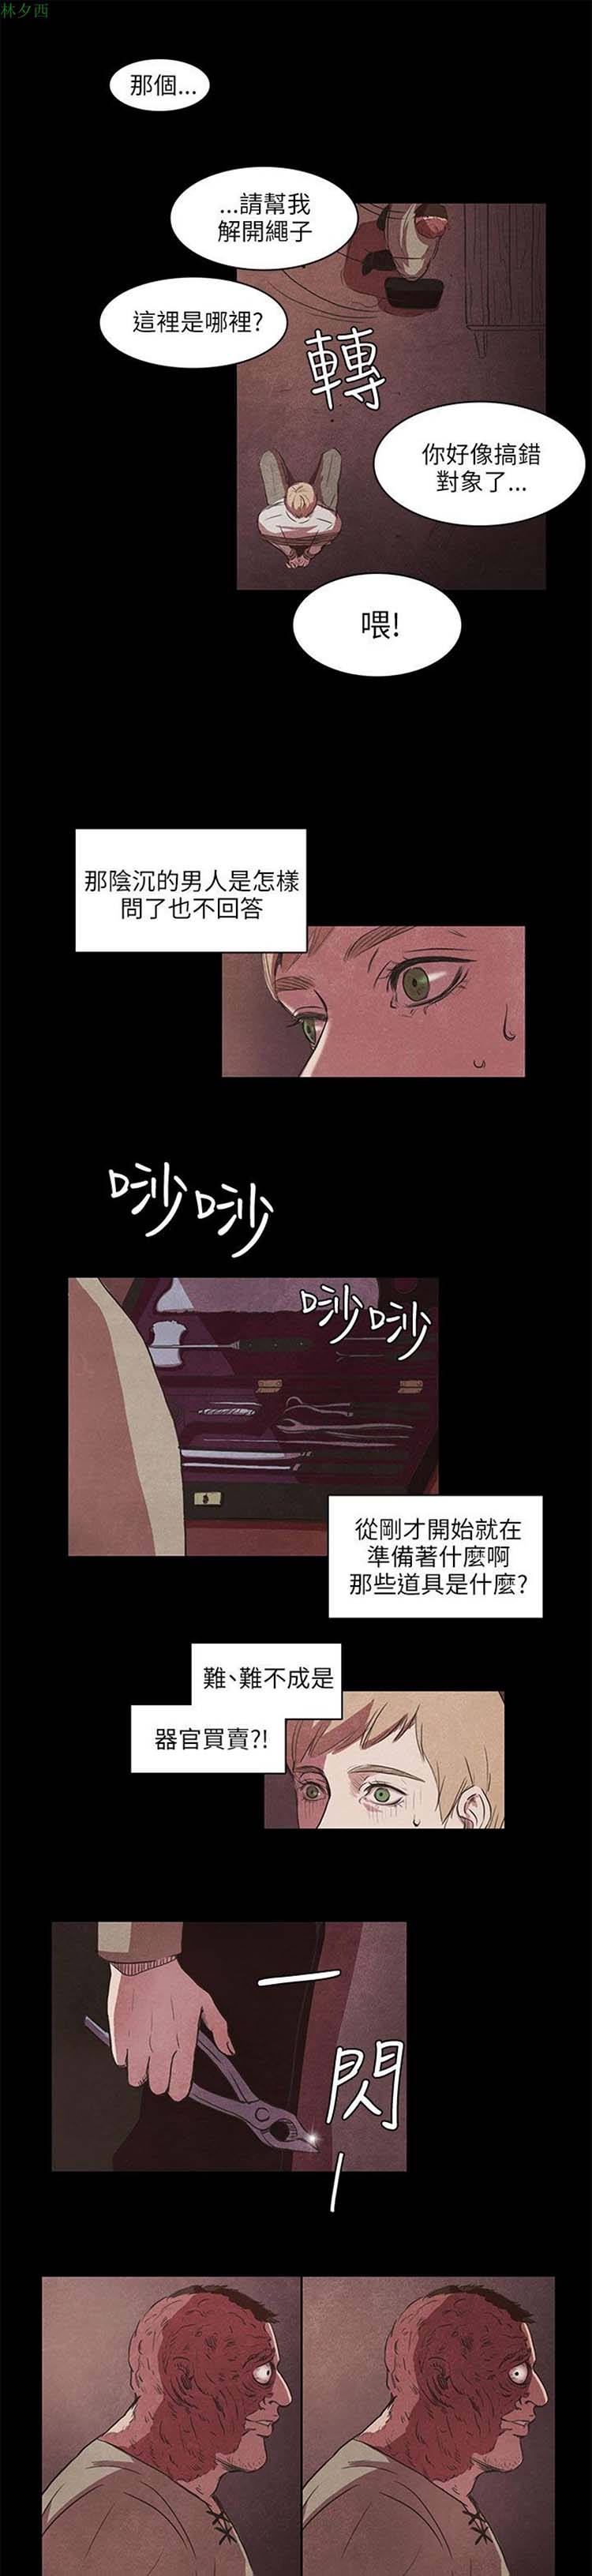 林夕西
那個...
...請幫我
解開繩子
這裡是哪裡?
轉
你好像搞錯
對象了...
喂!
那陰沉的男人是怎樣
問了也不回答
唦唦
唦唦
從剛才開始就在
準備著什麼啊
那些道具是什麼?
難、難不成是
器官買賣?!
閃